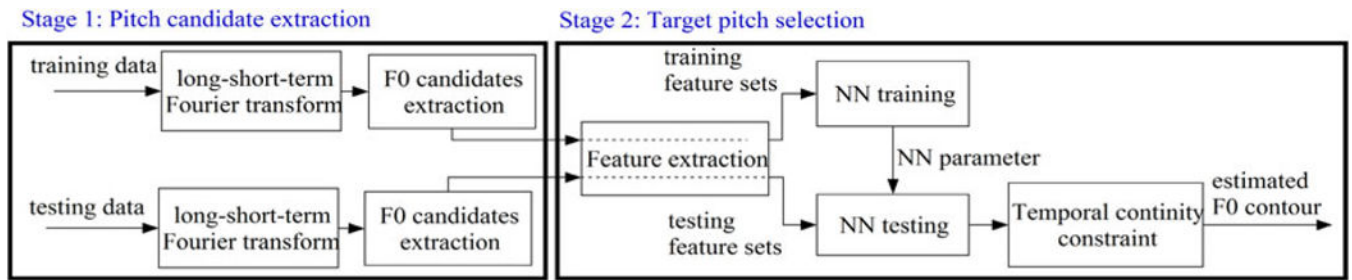 Stage 1: Pitch candidate extraction
training data
long-short-term
Fourier transform
F0 candidates
extraction
testing data
long-short-term
Fourier transform
F0 candidates
extraction
Stage 2: Target pitch selection
Feature extraction
training
feature sets
NN training
NN parameter
testing
feature sets
NN testing
Temporal continity
constraint
estimated
F0 contour